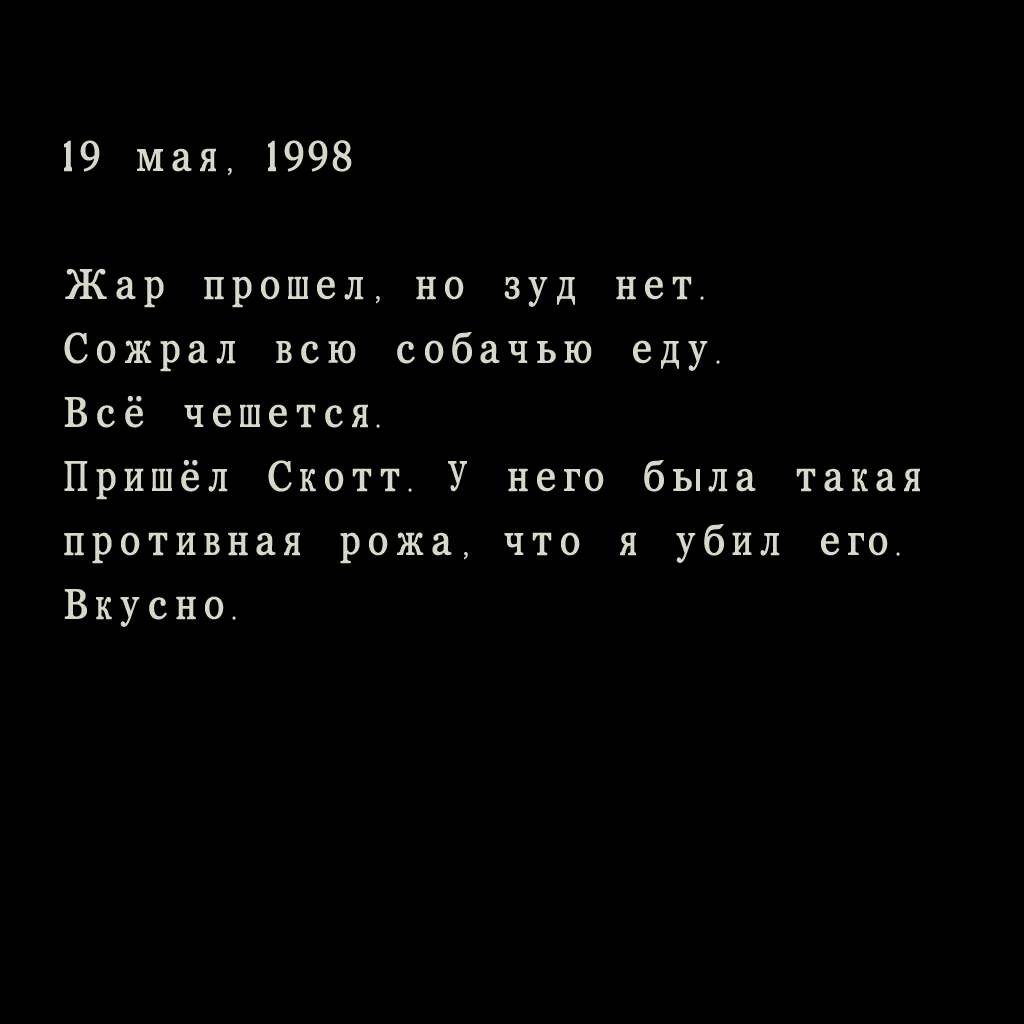 19 мая, 1998
Жар прошел, но зуд нет.
Сожрал всю собачью еду.
Всё чешется.
Пришёл Скотт. У него была такая
противная рожа, что я убил его.
Вкусно.